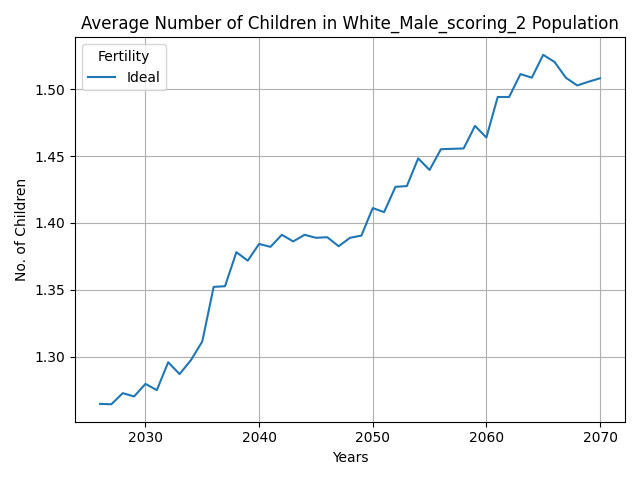 Average Number of Children in White_Male_scoring_2 Population
Fertility
Ideal
No. of Children
1.50
1.45
1.40
1.35
1.30
2030 2040 2050 2060 2070
Years